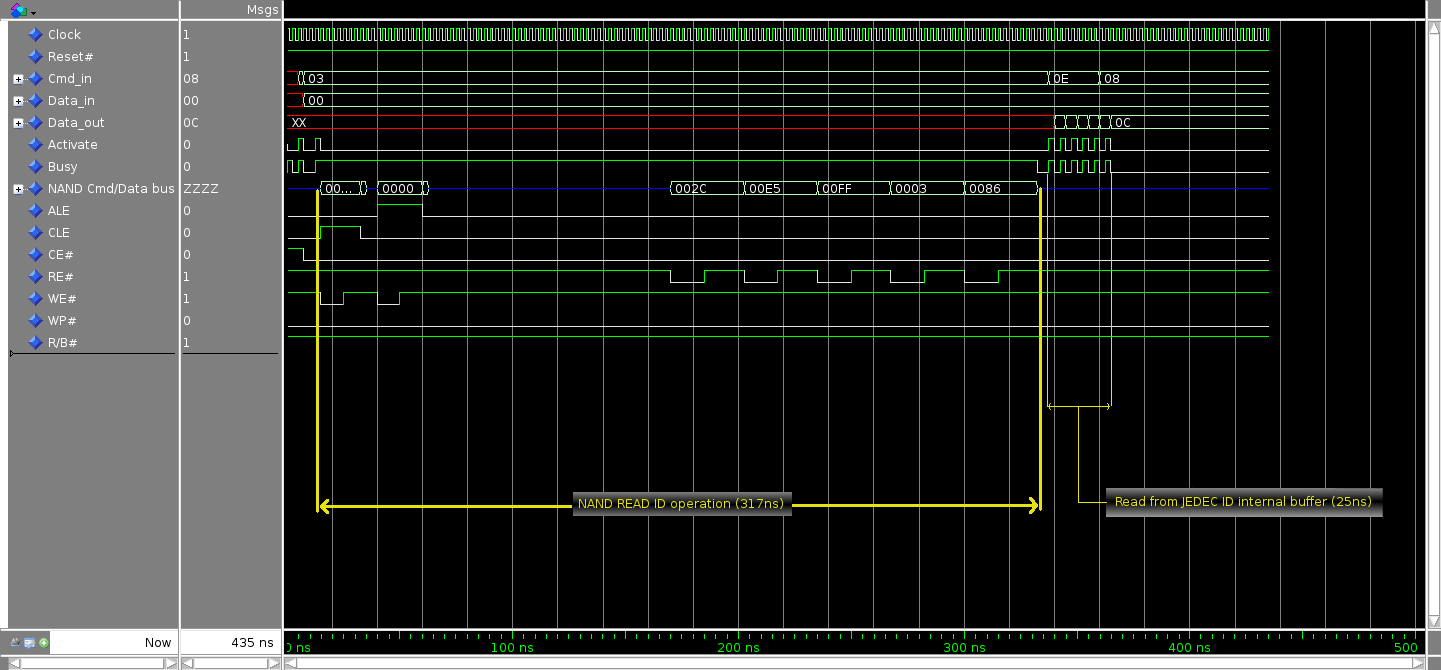 Msgs
Clock 1
Reset# 1
Cmd_in 08 03 0E 08
Data_in 00 00
Data_out 0C XX 0C
Activate 0
Busy 0
NAND Cmd/Data bus ZZZZ 00... 0000 002C 00E5 00FF 0003 0086
ALE 0
CLE 0
CE# 0
RE# 1
WE# 1
WP# 0
R/B# 1
NAND READ ID operation (317ns)
Read from JEDEC ID internal buffer (25ns)
Now 435 ns
0 ns 100 ns 200 ns 300 ns 400 ns 500